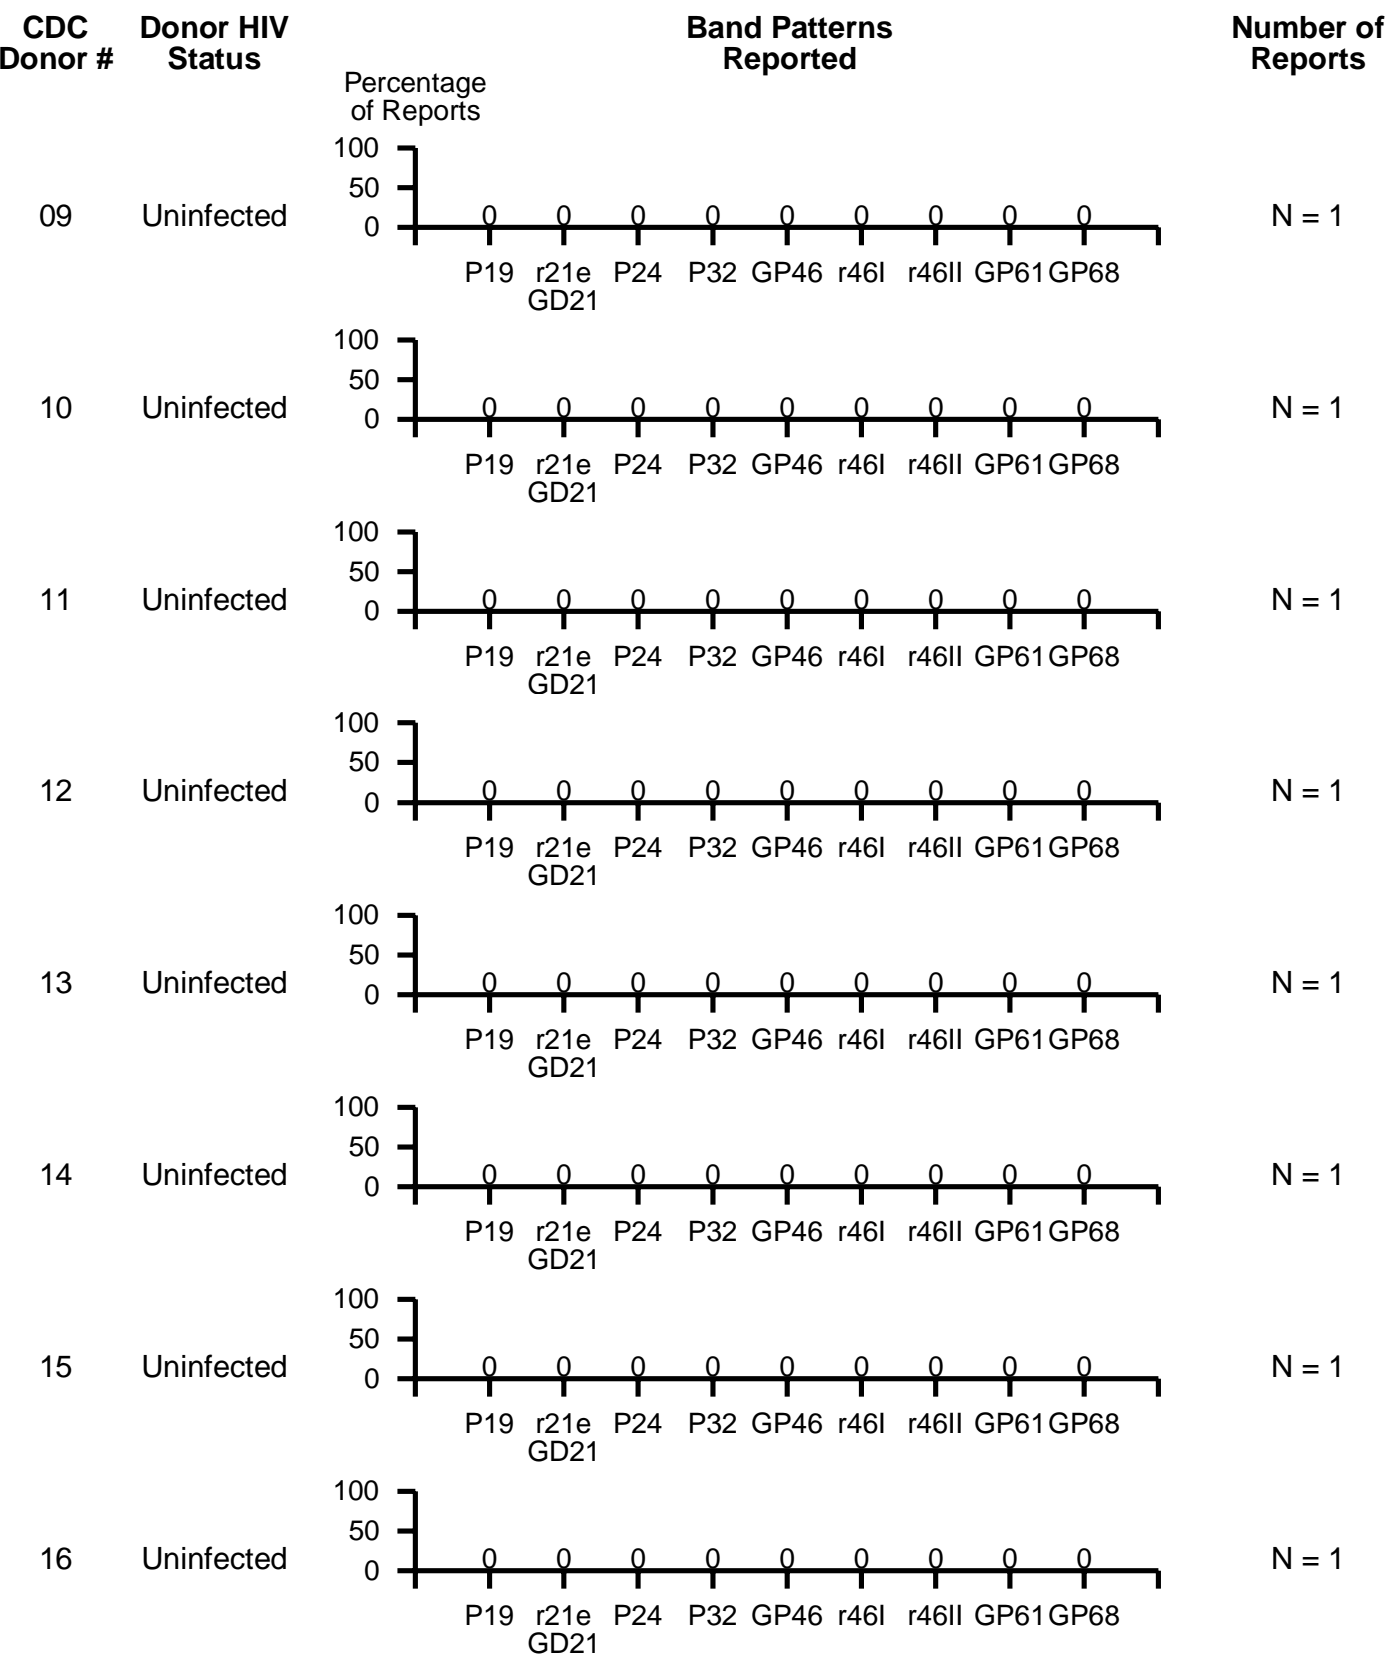 CDC Donor HIV Band Patterns Number of
Donor # Status Reported Reports
Percentage
of Reports
100
50
09 Uninfected 0 0 0 0 0 0 0 0 0 0 N = 1
P19 r21e P24 P32 GP46 r46I r46II GP61 GP68
GD21
100
50
10 Uninfected 0 0 0 0 0 0 0 0 0 0 N = 1
P19 r21e P24 P32 GP46 r46I r46II GP61 GP68
GD21
100
50
11 Uninfected 0 0 0 0 0 0 0 0 0 0 N = 1
P19 r21e P24 P32 GP46 r46I r46II GP61 GP68
GD21
100
50
12 Uninfected 0 0 0 0 0 0 0 0 0 0 N = 1
P19 r21e P24 P32 GP46 r46I r46II GP61 GP68
GD21
100
50
13 Uninfected 0 0 0 0 0 0 0 0 0 0 N = 1
P19 r21e P24 P32 GP46 r46I r46II GP61 GP68
GD21
100
50
14 Uninfected 0 0 0 0 0 0 0 0 0 0 N = 1
P19 r21e P24 P32 GP46 r46I r46II GP61 GP68
GD21
100
50
15 Uninfected 0 0 0 0 0 0 0 0 0 0 N = 1
P19 r21e P24 P32 GP46 r46I r46II GP61 GP68
GD21
100
50
16 Uninfected 0 0 0 0 0 0 0 0 0 0 N = 1
P19 r21e P24 P32 GP46 r46I r46II GP61 GP68
GD21